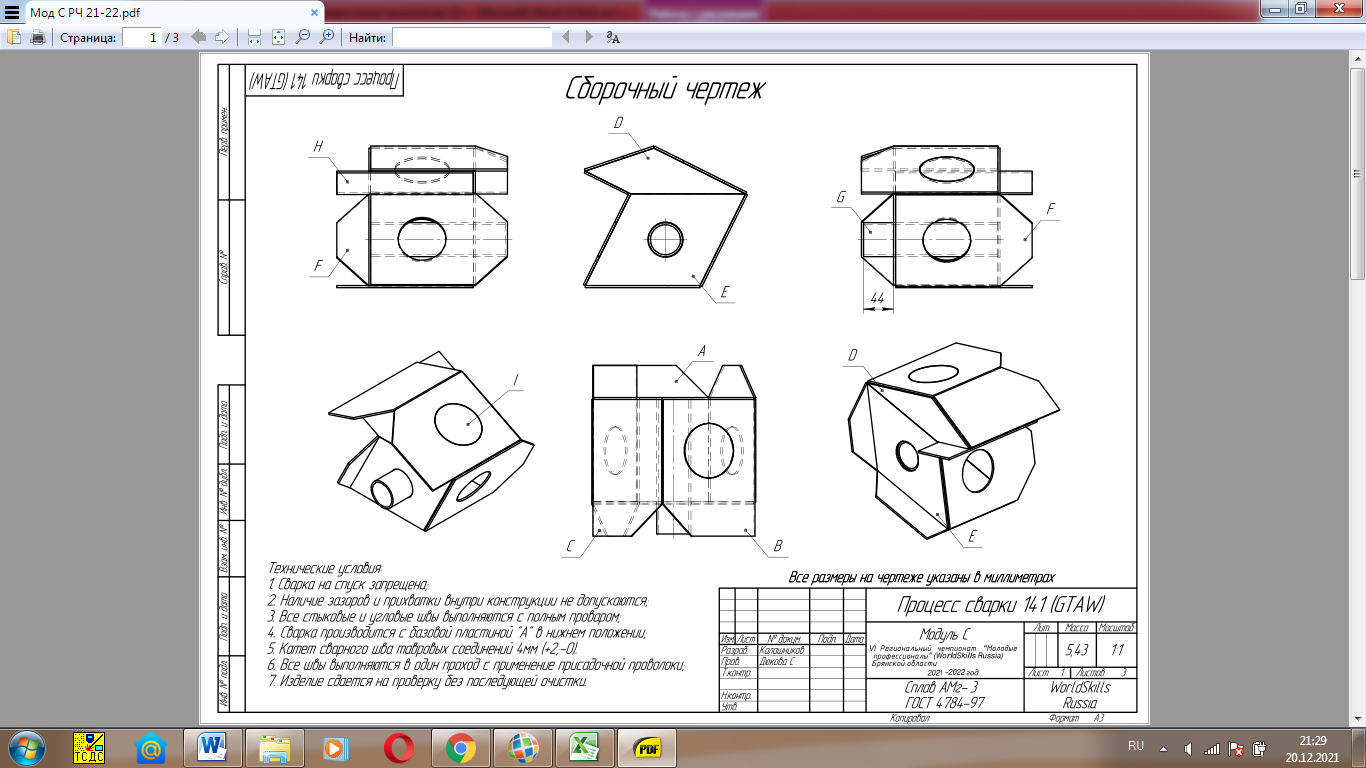 Мод С РЧ 21-22.pdf
Страница: 1 / 3 Найти:
Процесс сварки 141 (GTAW)
Сборочный чертеж
Перв. примен.
Справ. №
Подп. и дата
Инв. № дубл.
Взам. инв. №
Подп. и дата
Инв. № подл.
H
F
D
E
G
F
44
I
A
C
B
D
E
Технические условия:
1. Сварка на спуск запрещена;
2. Наличие зазоров и прихватки внутри конструкции не допускаются;
3. Все стыковые и угловые швы выполняются с полным проваром;
4. Сварка производится с базовой пластиной "А" в нижнем положении;
5. Катет сварного шва тавровых соединений 4мм (+2;-0).
6. Все швы выполняются в один проход с применение присадочной проволоки;
7. Изделие сдается на проверку без последующей очистки.
Все размеры на чертеже указаны в миллиметрах
Процесс сварки 141 (GTAW)
Изм. Лист № докум. Подп. Дата
Разраб. Калашников
Пров. Дюкова С
Т.контр.
Н.контр.
Утв.
Модуль С
VI Региональный чемпионат "Молодые
профессионалы" (WorldSkills Russia)
Брянской области
2021 -2022 год
Лит. Масса Масштаб
5,43 1:1
Лист 1 Листов 3
Сплав АМг- 3
ГОСТ 4784-97
WorldSkills
Russia
Копировал Формат А3
ТСДС
PDF
RU
21:29
20.12.2021